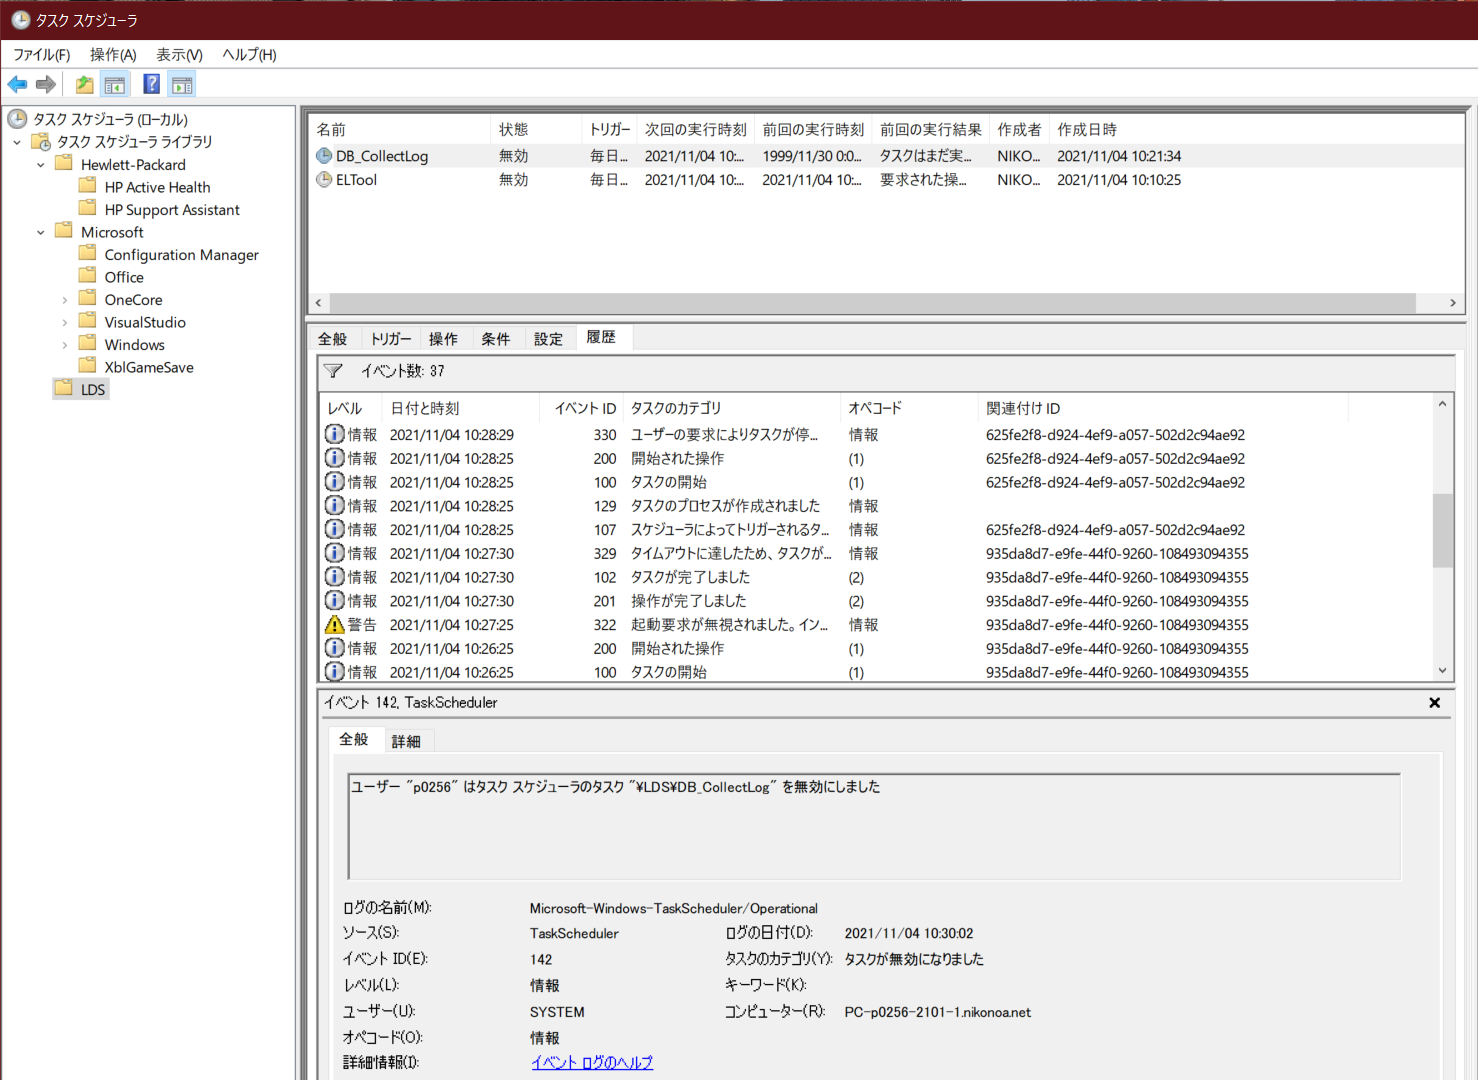 タスク スケジューラ
ファイル(F) 操作(A) 表示(V) ヘルプ(H)
タスク スケジューラ (ローカル)
タスク スケジューラ ライブラリ
Hewlett-Packard
HP Active Health
HP Support Assistant
Microsoft
Configuration Manager
Office
OneCore
VisualStudio
Windows
XblGameSave
LDS
名前 状態 トリガー 次回の実行時刻 前回の実行時刻 前回の実行結果 作成者 作成日時
DB_CollectLog 無効 毎日... 2021/11/04 10:... 1999/11/30 0:0... タスクはまだ実... NIKO... 2021/11/04 10:21:34
ELTool 無効 毎日... 2021/11/04 10:... 2021/11/04 10:... 要求された操... NIKO... 2021/11/04 10:10:25
全般 トリガー 操作 条件 設定 履歴
イベント数: 37
レベル 日付と時刻 イベント ID タスクのカテゴリ オペコード 関連付け ID
情報 2021/11/04 10:28:29 330 ユーザーの要求によりタスクが停... 情報 625fe2f8-d924-4ef9-a057-502d2c94ae92
情報 2021/11/04 10:28:25 200 開始された操作 (1) 625fe2f8-d924-4ef9-a057-502d2c94ae92
情報 2021/11/04 10:28:25 100 タスクの開始 (1) 625fe2f8-d924-4ef9-a057-502d2c94ae92
情報 2021/11/04 10:28:25 129 タスクのプロセスが作成されました 情報
情報 2021/11/04 10:28:25 107 スケジューラによってトリガーされるタ... 情報 625fe2f8-d924-4ef9-a057-502d2c94ae92
情報 2021/11/04 10:27:30 329 タイムアウトに達したため、タスクが... 情報 935da8d7-e9fe-44f0-9260-108493094355
情報 2021/11/04 10:27:30 102 タスクが完了しました (2) 935da8d7-e9fe-44f0-9260-108493094355
情報 2021/11/04 10:27:30 201 操作が完了しました (2) 935da8d7-e9fe-44f0-9260-108493094355
警告 2021/11/04 10:27:25 322 起動要求が無視されました。イン... 情報 935da8d7-e9fe-44f0-9260-108493094355
情報 2021/11/04 10:26:25 200 開始された操作 (1) 935da8d7-e9fe-44f0-9260-108493094355
情報 2021/11/04 10:26:25 100 タスクの開始 (1) 935da8d7-e9fe-44f0-9260-108493094355
イベント 142, TaskScheduler
全般 詳細
ユーザー "p0256" はタスク スケジューラのタスク "¥LDS¥DB_CollectLog" を無効にしました
ログの名前(M): Microsoft-Windows-TaskScheduler/Operational
ソース(S): TaskScheduler ログの日付(D): 2021/11/04 10:30:02
イベント ID(E): 142 タスクのカテゴリ(Y): タスクが無効になりました
レベル(L): 情報 キーワード(K):
ユーザー(U): SYSTEM コンピューター(R): PC-p0256-2101-1.nikonoa.net
オペコード(O): 情報
詳細情報(I): イベント ログのヘルプ